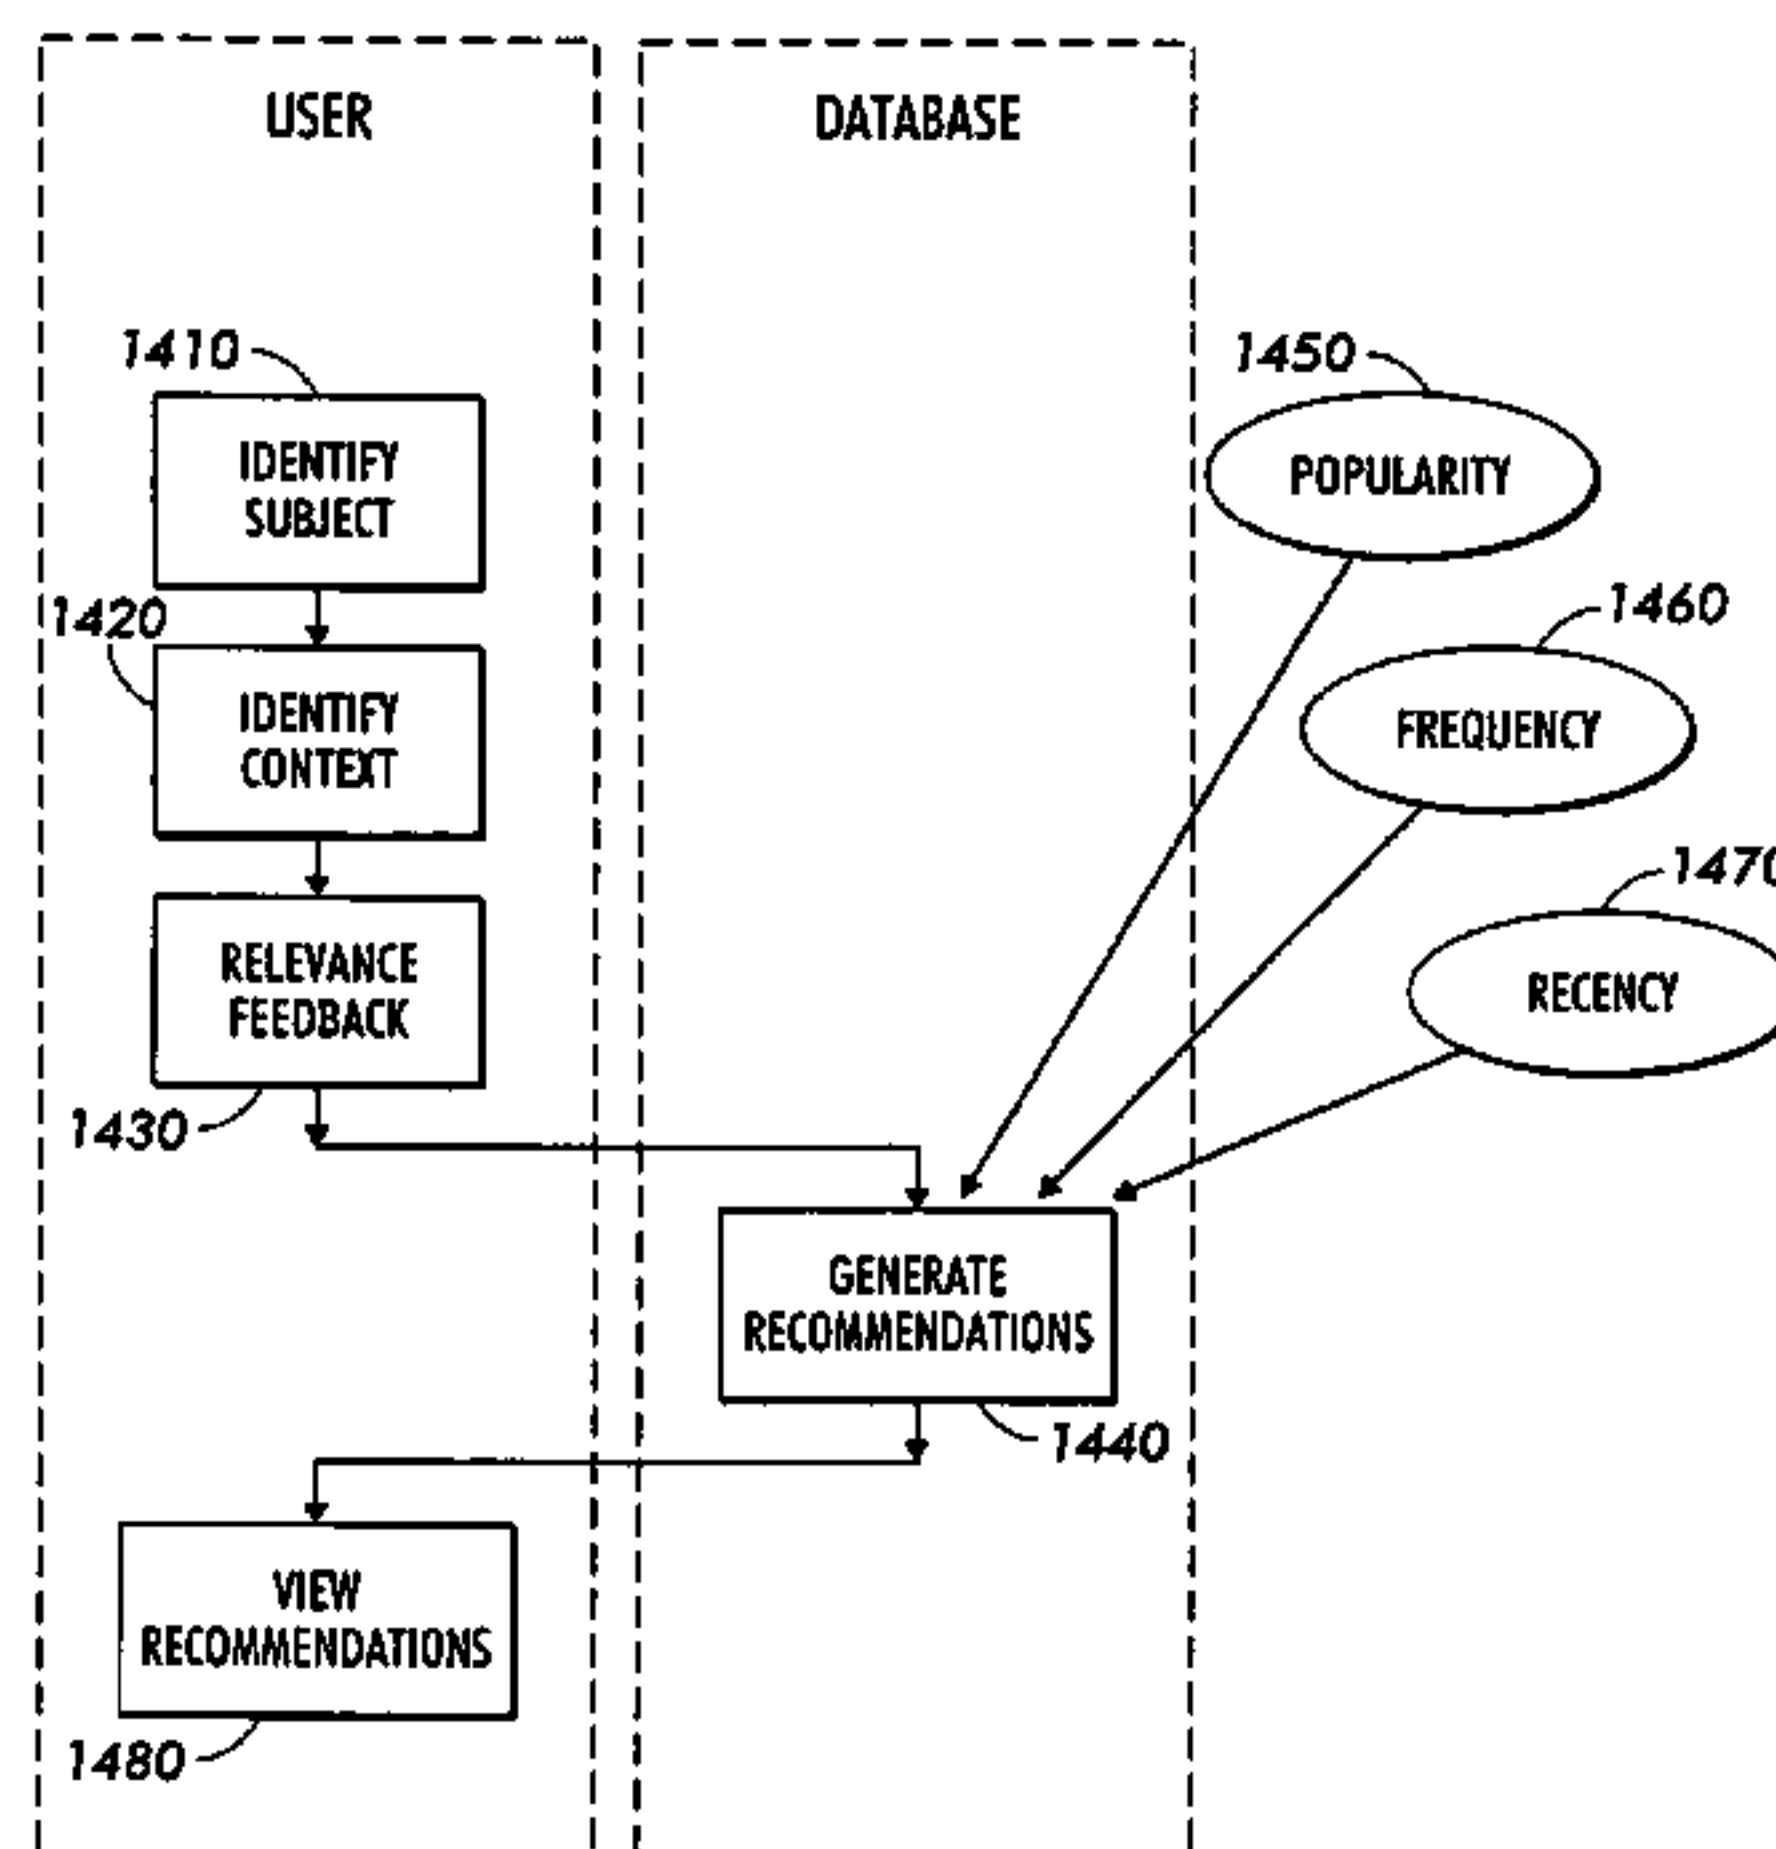 USER
DATABASE
1410
IDENTIFY
SUBJECT
1450
POPULARITY
1420
IDENTIFY
CONTEXT
1460
FREQUENCY
RELEVANCE
FEEDBACK
1430
1470
RECENCY
GENERATE
RECOMMENDATIONS
1440
VIEW
RECOMMENDATIONS
1480